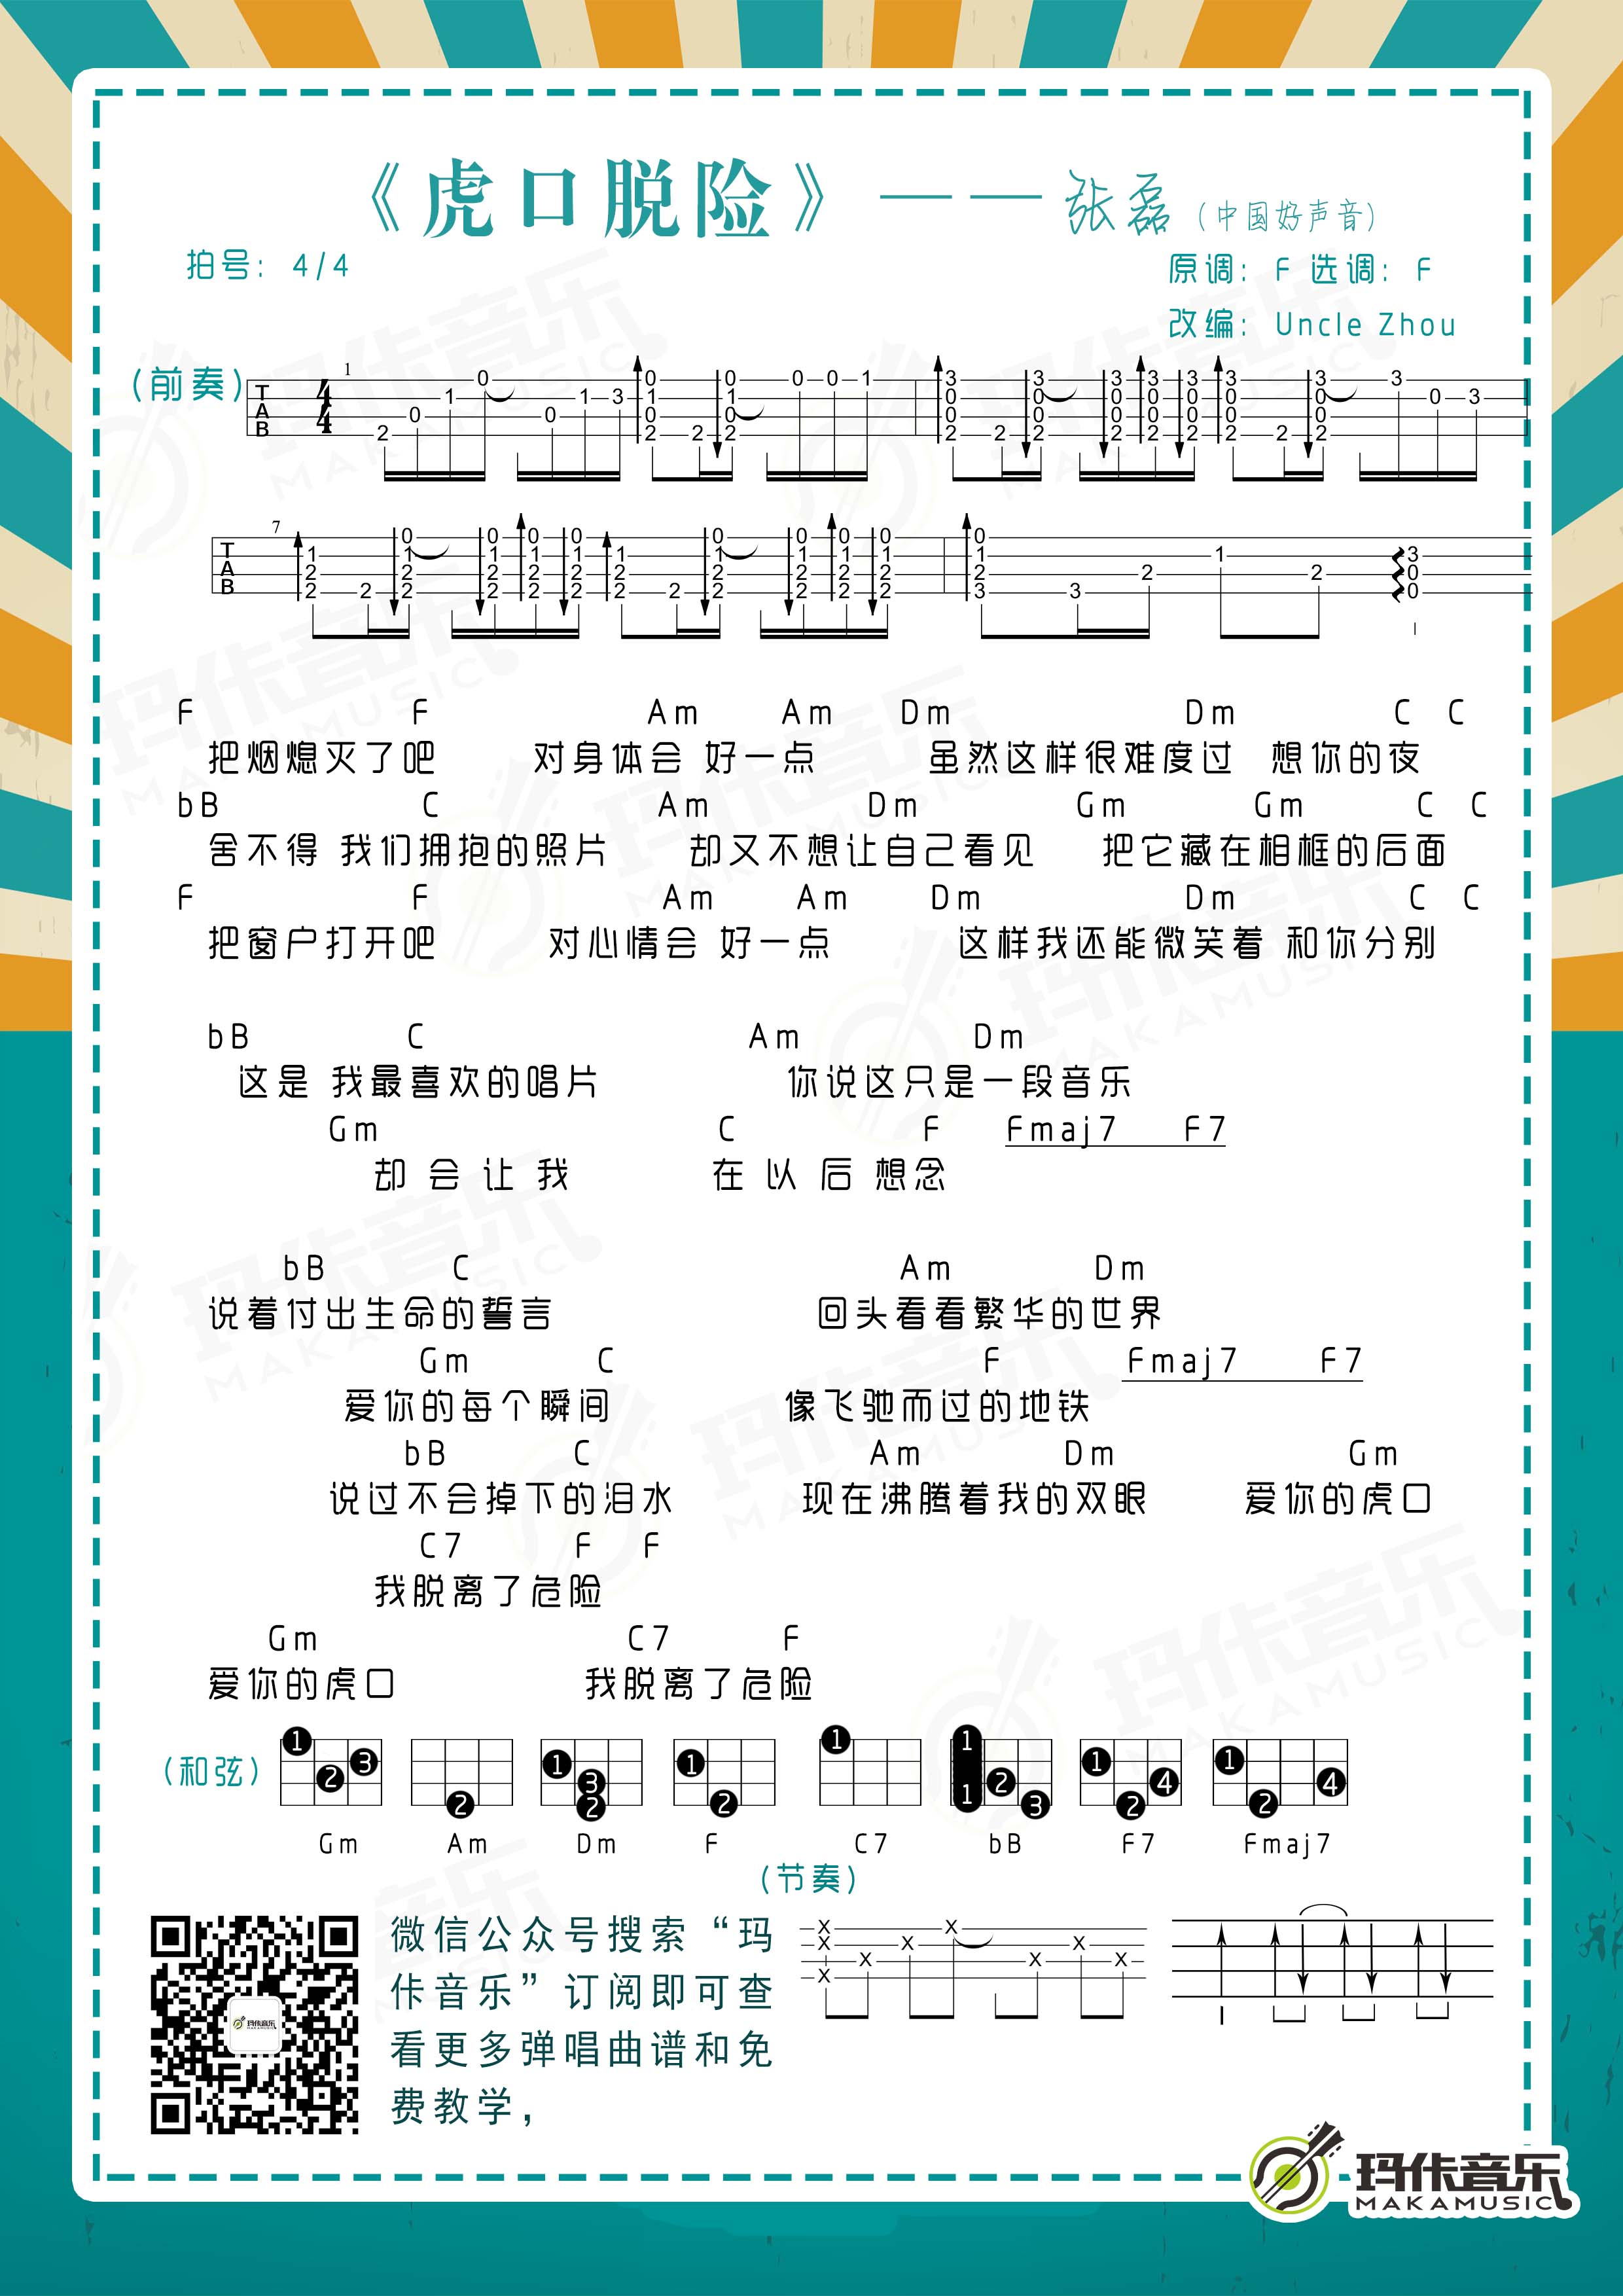 《虎口脱险》——张磊(中国好声音)
拍号: 4/4
原调: F 选调: F
改编: Uncle Zhou
(前奏)
F F Am Am Dm Dm C C
把烟熄灭了吧 对身体会 好一点 虽然这样很难度过 想你的夜
bB C Am Dm Gm Gm C C
舍不得 我们拥抱的照片 却又不想让自己看见 把它藏在相框的后面
F F Am Am Dm Dm C C
把窗户打开吧 对心情会 好一点 这样我还能微笑着 和你分别
bB C Am Dm
这是 我最喜欢的唱片 你说这只是一段音乐
Gm C F Fmaj7 F7
却 会 让 我 在 以 后 想念
bB C Am Dm
说着付出生命的誓言 回头看看繁华的世界
Gm C F Fmaj7 F7
爱你的每个瞬间 像飞驰而过的地铁
bB C Am Dm Gm
说过不会掉下的泪水 现在沸腾着我的双眼 爱你的虎口
C7 F F
我脱离了危险
Gm C7 F
爱你的虎口 我脱离了危险
(和弦)
Gm Am Dm F C7 bB F7 Fmaj7
(节奏)
微信公众号搜索“玛
佧音乐”订阅即可查
看更多弹唱曲谱和免
费教学,
玛佧音乐
MAKAMUSIC